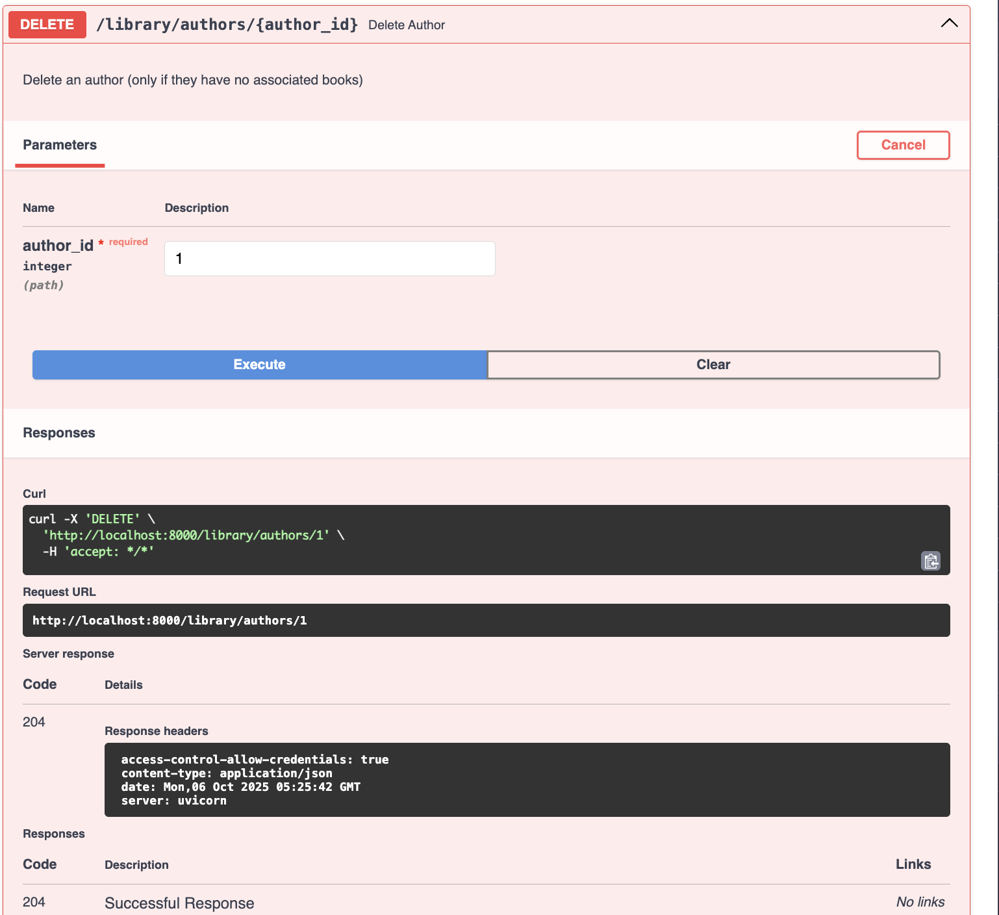 DELETE /library/authors/{author_id} Delete Author
Delete an author (only if they have no associated books)
Parameters Cancel
Name Description
author_id * required
integer
(path)
1
Execute Clear
Responses
Curl
curl -X 'DELETE' \
  'http://localhost:8000/library/authors/1' \
  -H 'accept: */*'
Request URL
http://localhost:8000/library/authors/1
Server response
Code Details
204
Response headers
access-control-allow-credentials: true
content-type: application/json
date: Mon,06 Oct 2025 05:25:42 GMT
server: uvicorn
Responses
Code Description Links
204 Successful Response No links